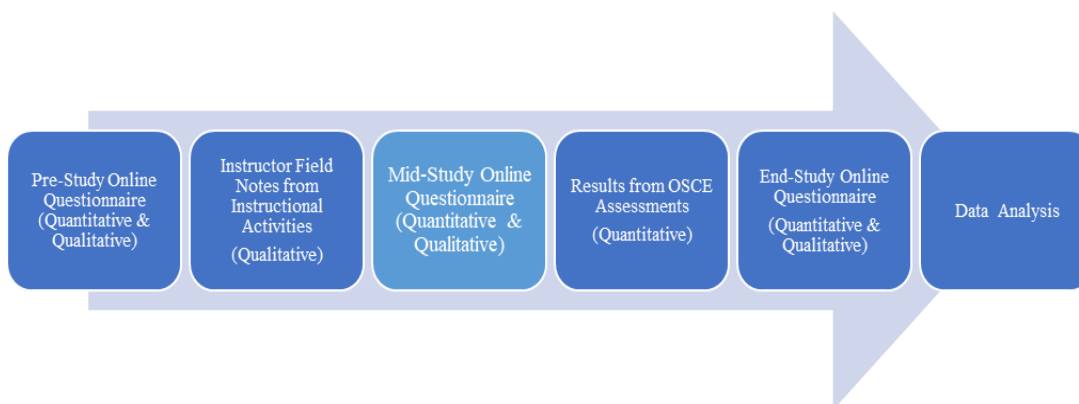 Pre-Study Online
Questionnaire
(Quantitative &
Qualitative)
Instructor Field
Notes from
Instructional
Activities
(Qualitative)
Mid-Study Online
Questionnaire
(Quantitative &
Qualitative)
Results from OSCE
Assessments
(Quantitative)
End-Study Online
Questionnaire
(Quantitative &
Qualitative)
Data Analysis